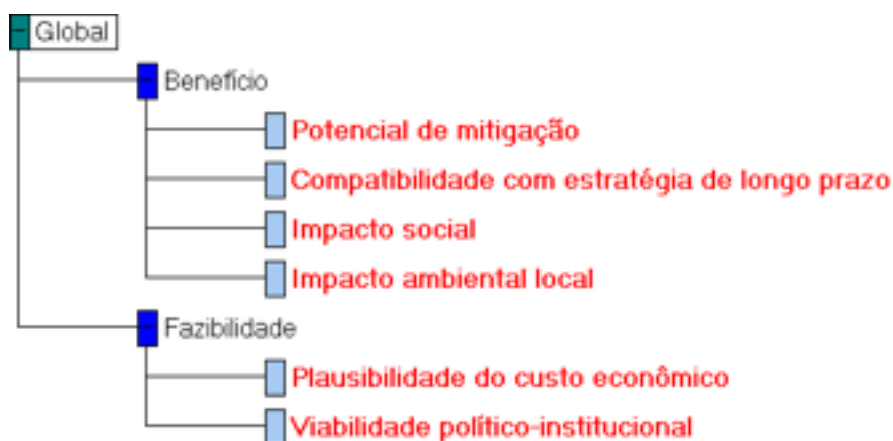 Global
Benefício
Potencial de mitigação
Compatibilidade com estratégia de longo prazo
Impacto social
Impacto ambiental local
Fazibilidade
Plausibilidade do custo econômico
Viabilidade político-institucional